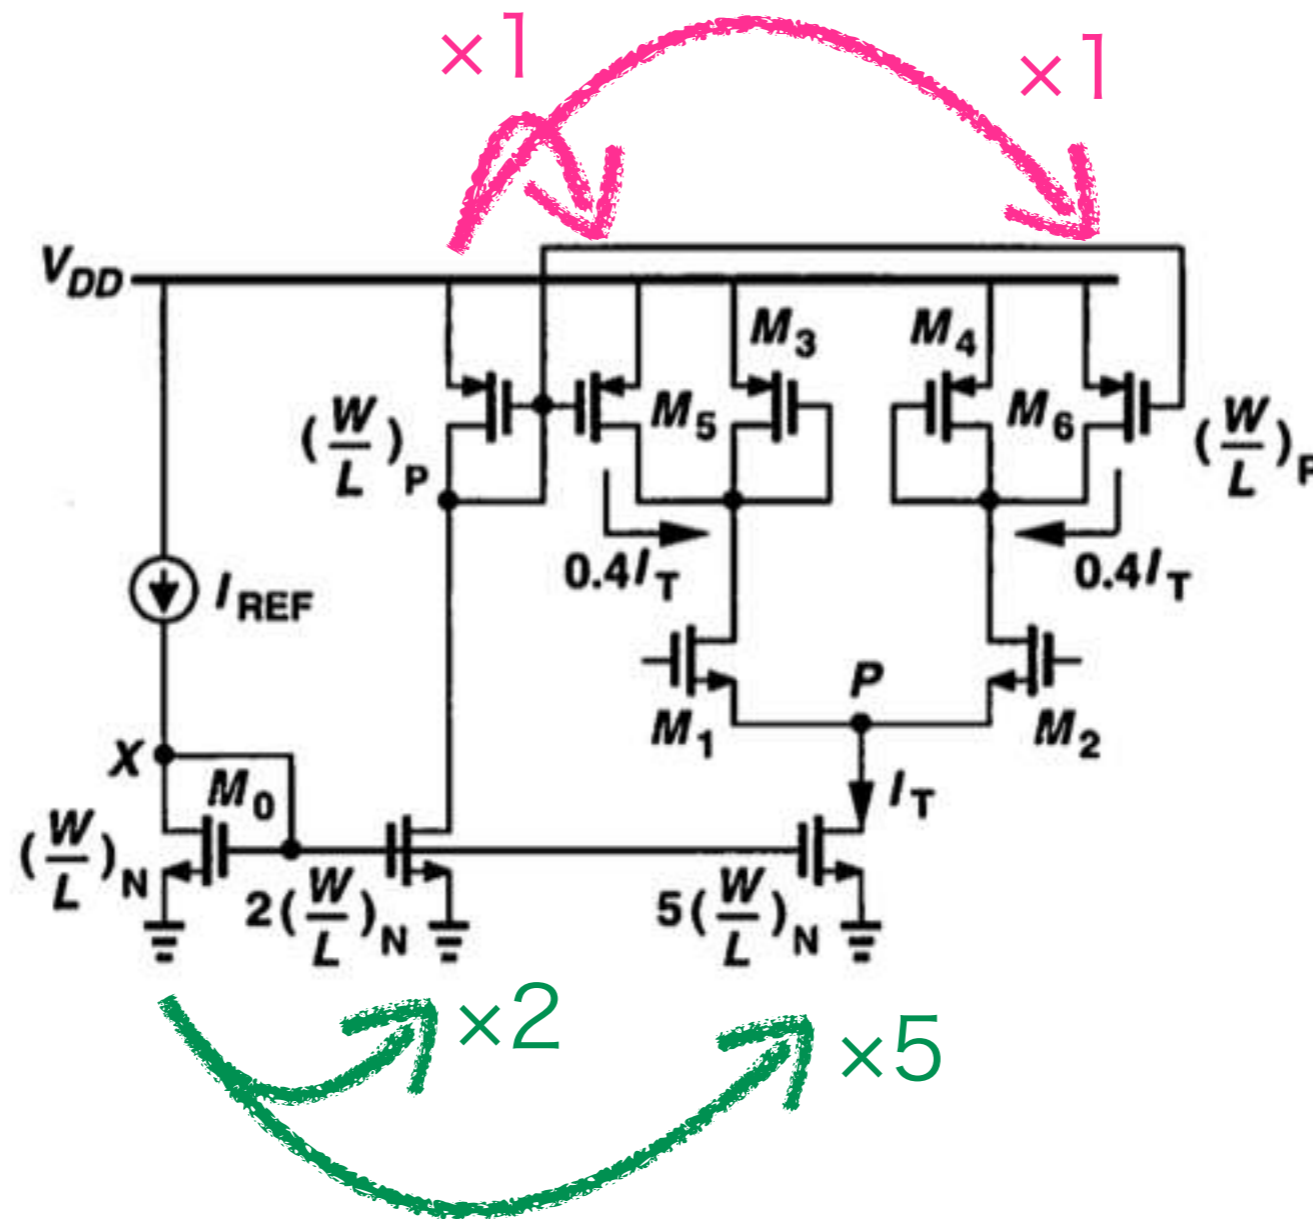 ×1
×1
V_DD
M_3
M_4
(W/L)_P
M_5
M_6
(W/L)_P
0.4I_T
0.4I_T
I_REF
P
M_1
M_2
X
M_0
I_T
(W/L)_N
2(W/L)_N
5(W/L)_N
×2
×5